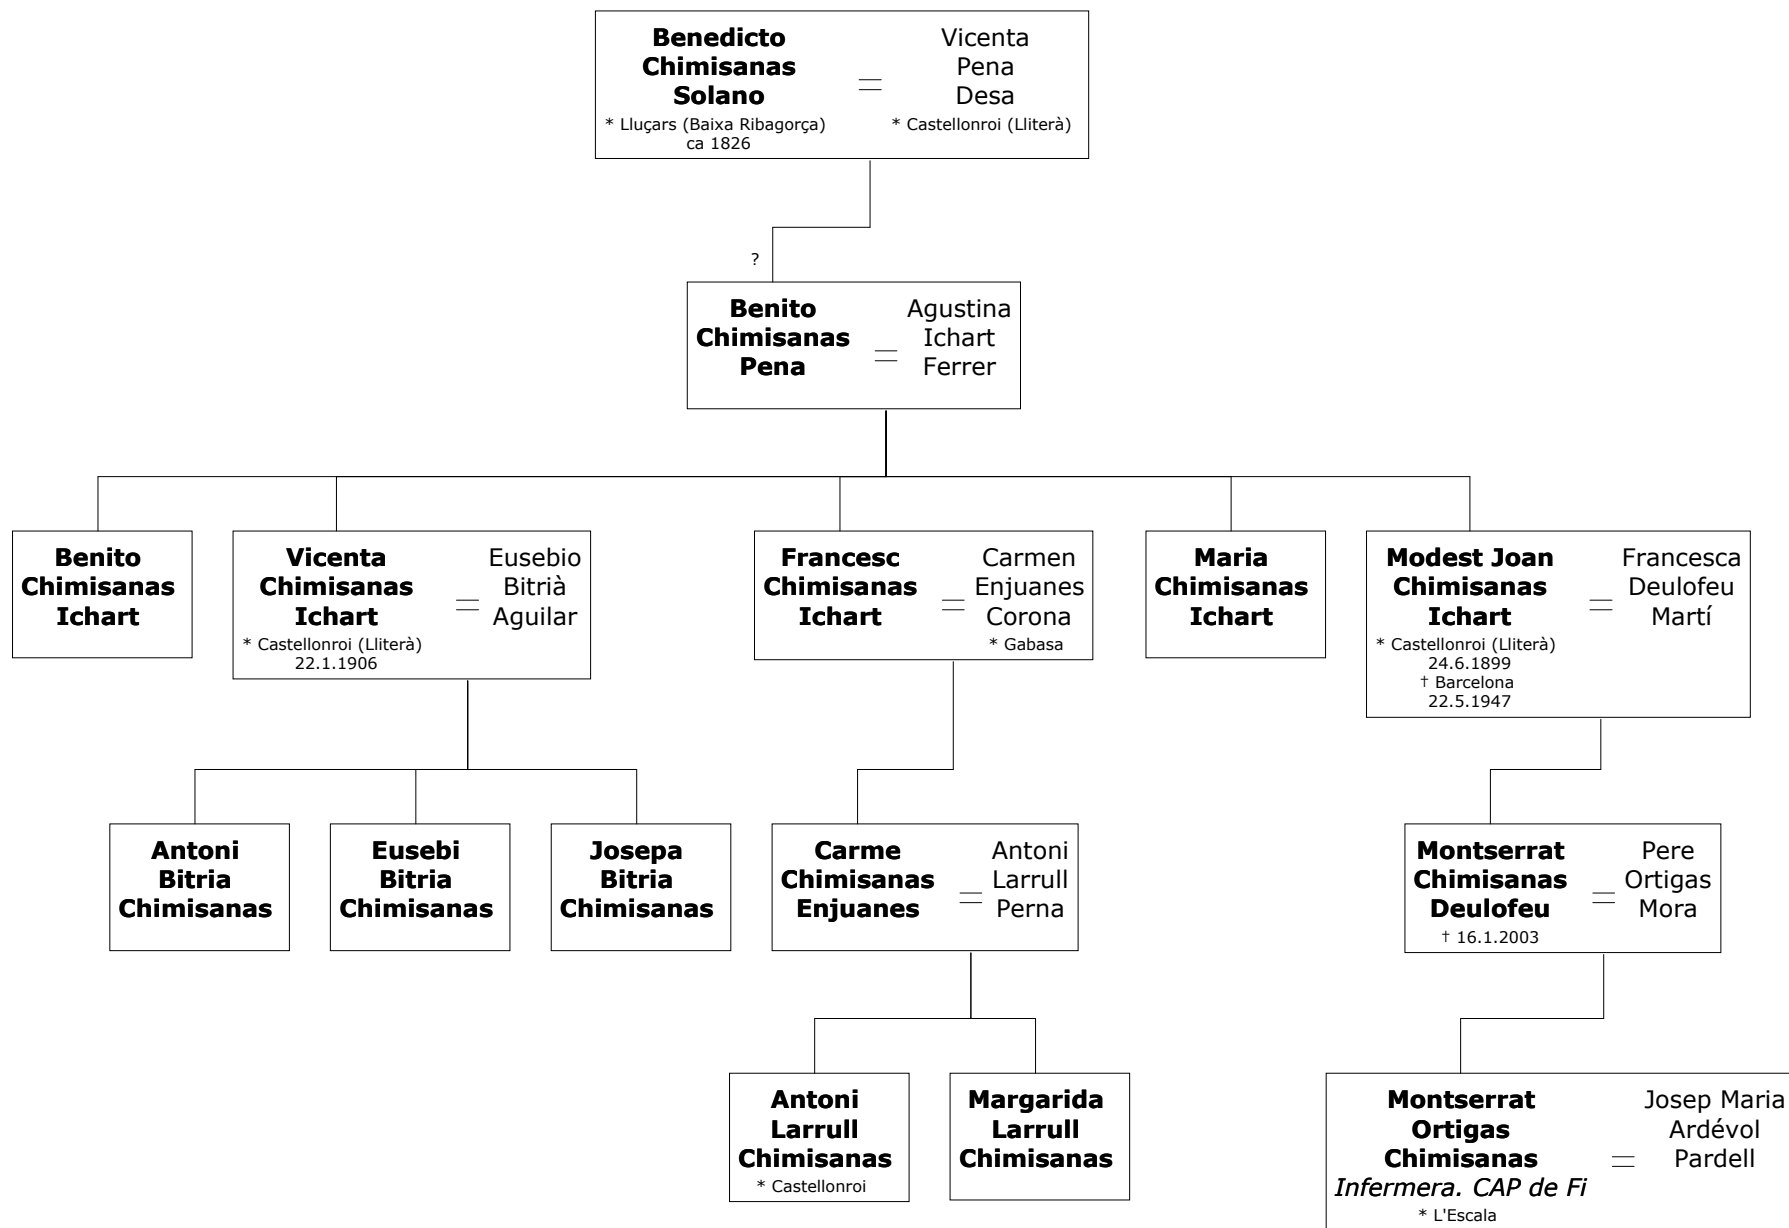 Benedicto
Chimisanas
Solano
* Lluçars (Baixa Ribagorça)
ca 1826
=
Vicenta
Pena
Desa
* Castellonroi (Lliterà)
?
Benito
Chimisanas
Pena
=
Agustina
Ichart
Ferrer
Benito
Chimisanas
Ichart
Vicenta
Chimisanas
Ichart
* Castellonroi (Lliterà)
22.1.1906
=
Eusebio
Bitrià
Aguilar
Francesc
Chimisanas
Ichart
=
Carmen
Enjuanes
Corona
* Gabasa
Maria
Chimisanas
Ichart
Modest Joan
Chimisanas
Ichart
* Castellonroi (Lliterà)
24.6.1899
† Barcelona
22.5.1947
=
Francesca
Deulofeu
Martí
Antoni
Bitria
Chimisanas
Eusebi
Bitria
Chimisanas
Josepa
Bitria
Chimisanas
Carme
Chimisanas
Enjuanes
=
Antoni
Larrull
Perna
Montserrat
Chimisanas
Deulofeu
† 16.1.2003
=
Pere
Ortigas
Mora
Antoni
Larrull
Chimisanas
* Castellonroi
Margarida
Larrull
Chimisanas
Montserrat
Ortigas
Chimisanas
Infermera. CAP de Fi
* L'Escala
=
Josep Maria
Ardévol
Pardell